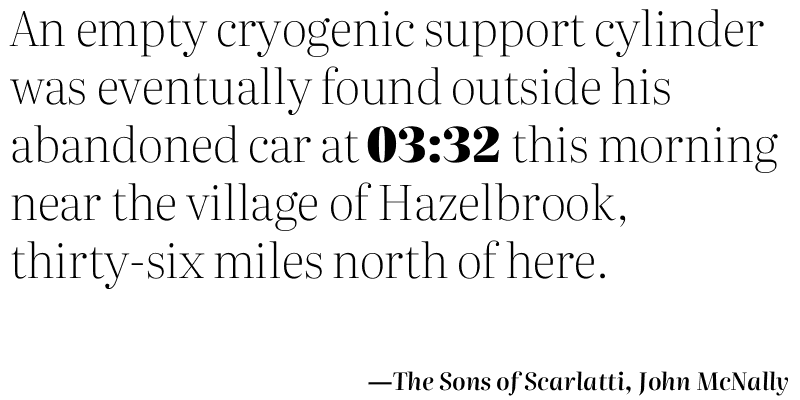 An empty cryogenic support cylinder
was eventually found outside his
abandoned car at 03:32 this morning
near the village of Hazelbrook,
thirty-six miles north of here.
—The Sons of Scarlatti, John McNally